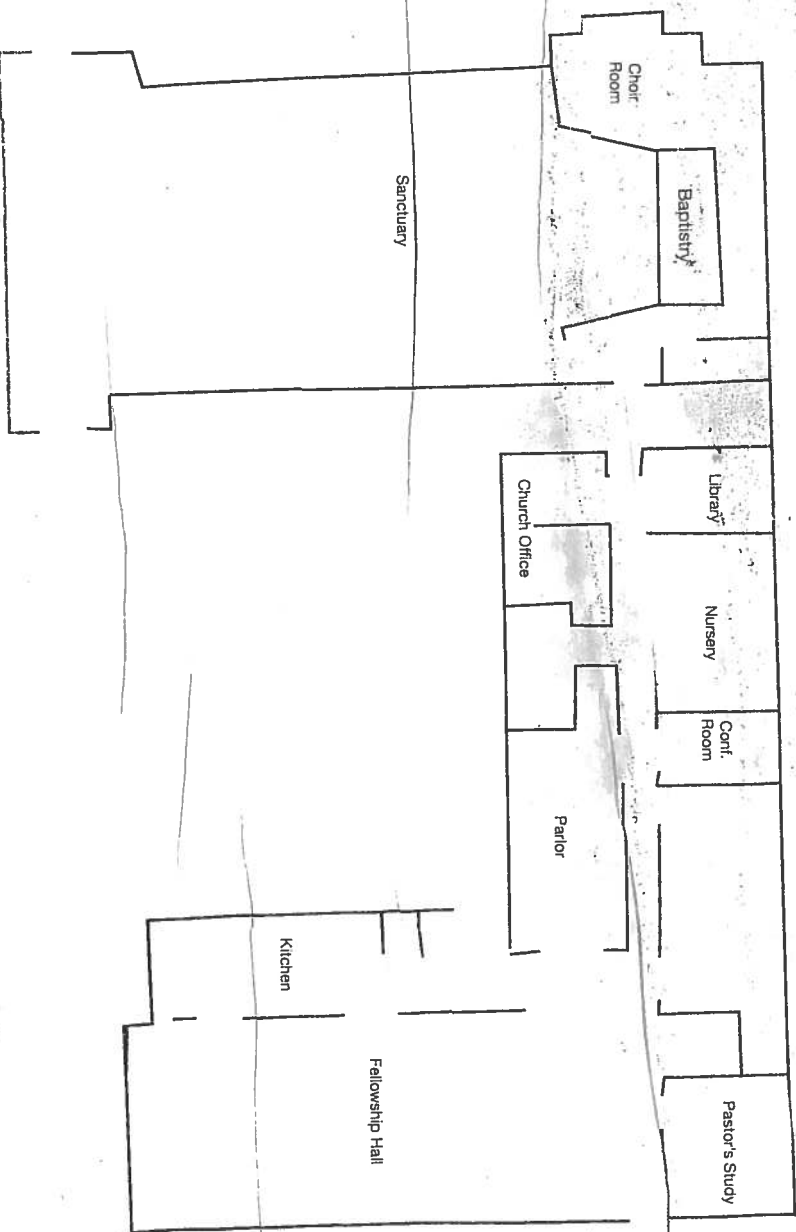 Choir
Room
Baptistry
Sanctuary
Library
Church Office
Nursery
Conf.
Room
Parlor
Kitchen
Fellowship Hall
Pastor's Study